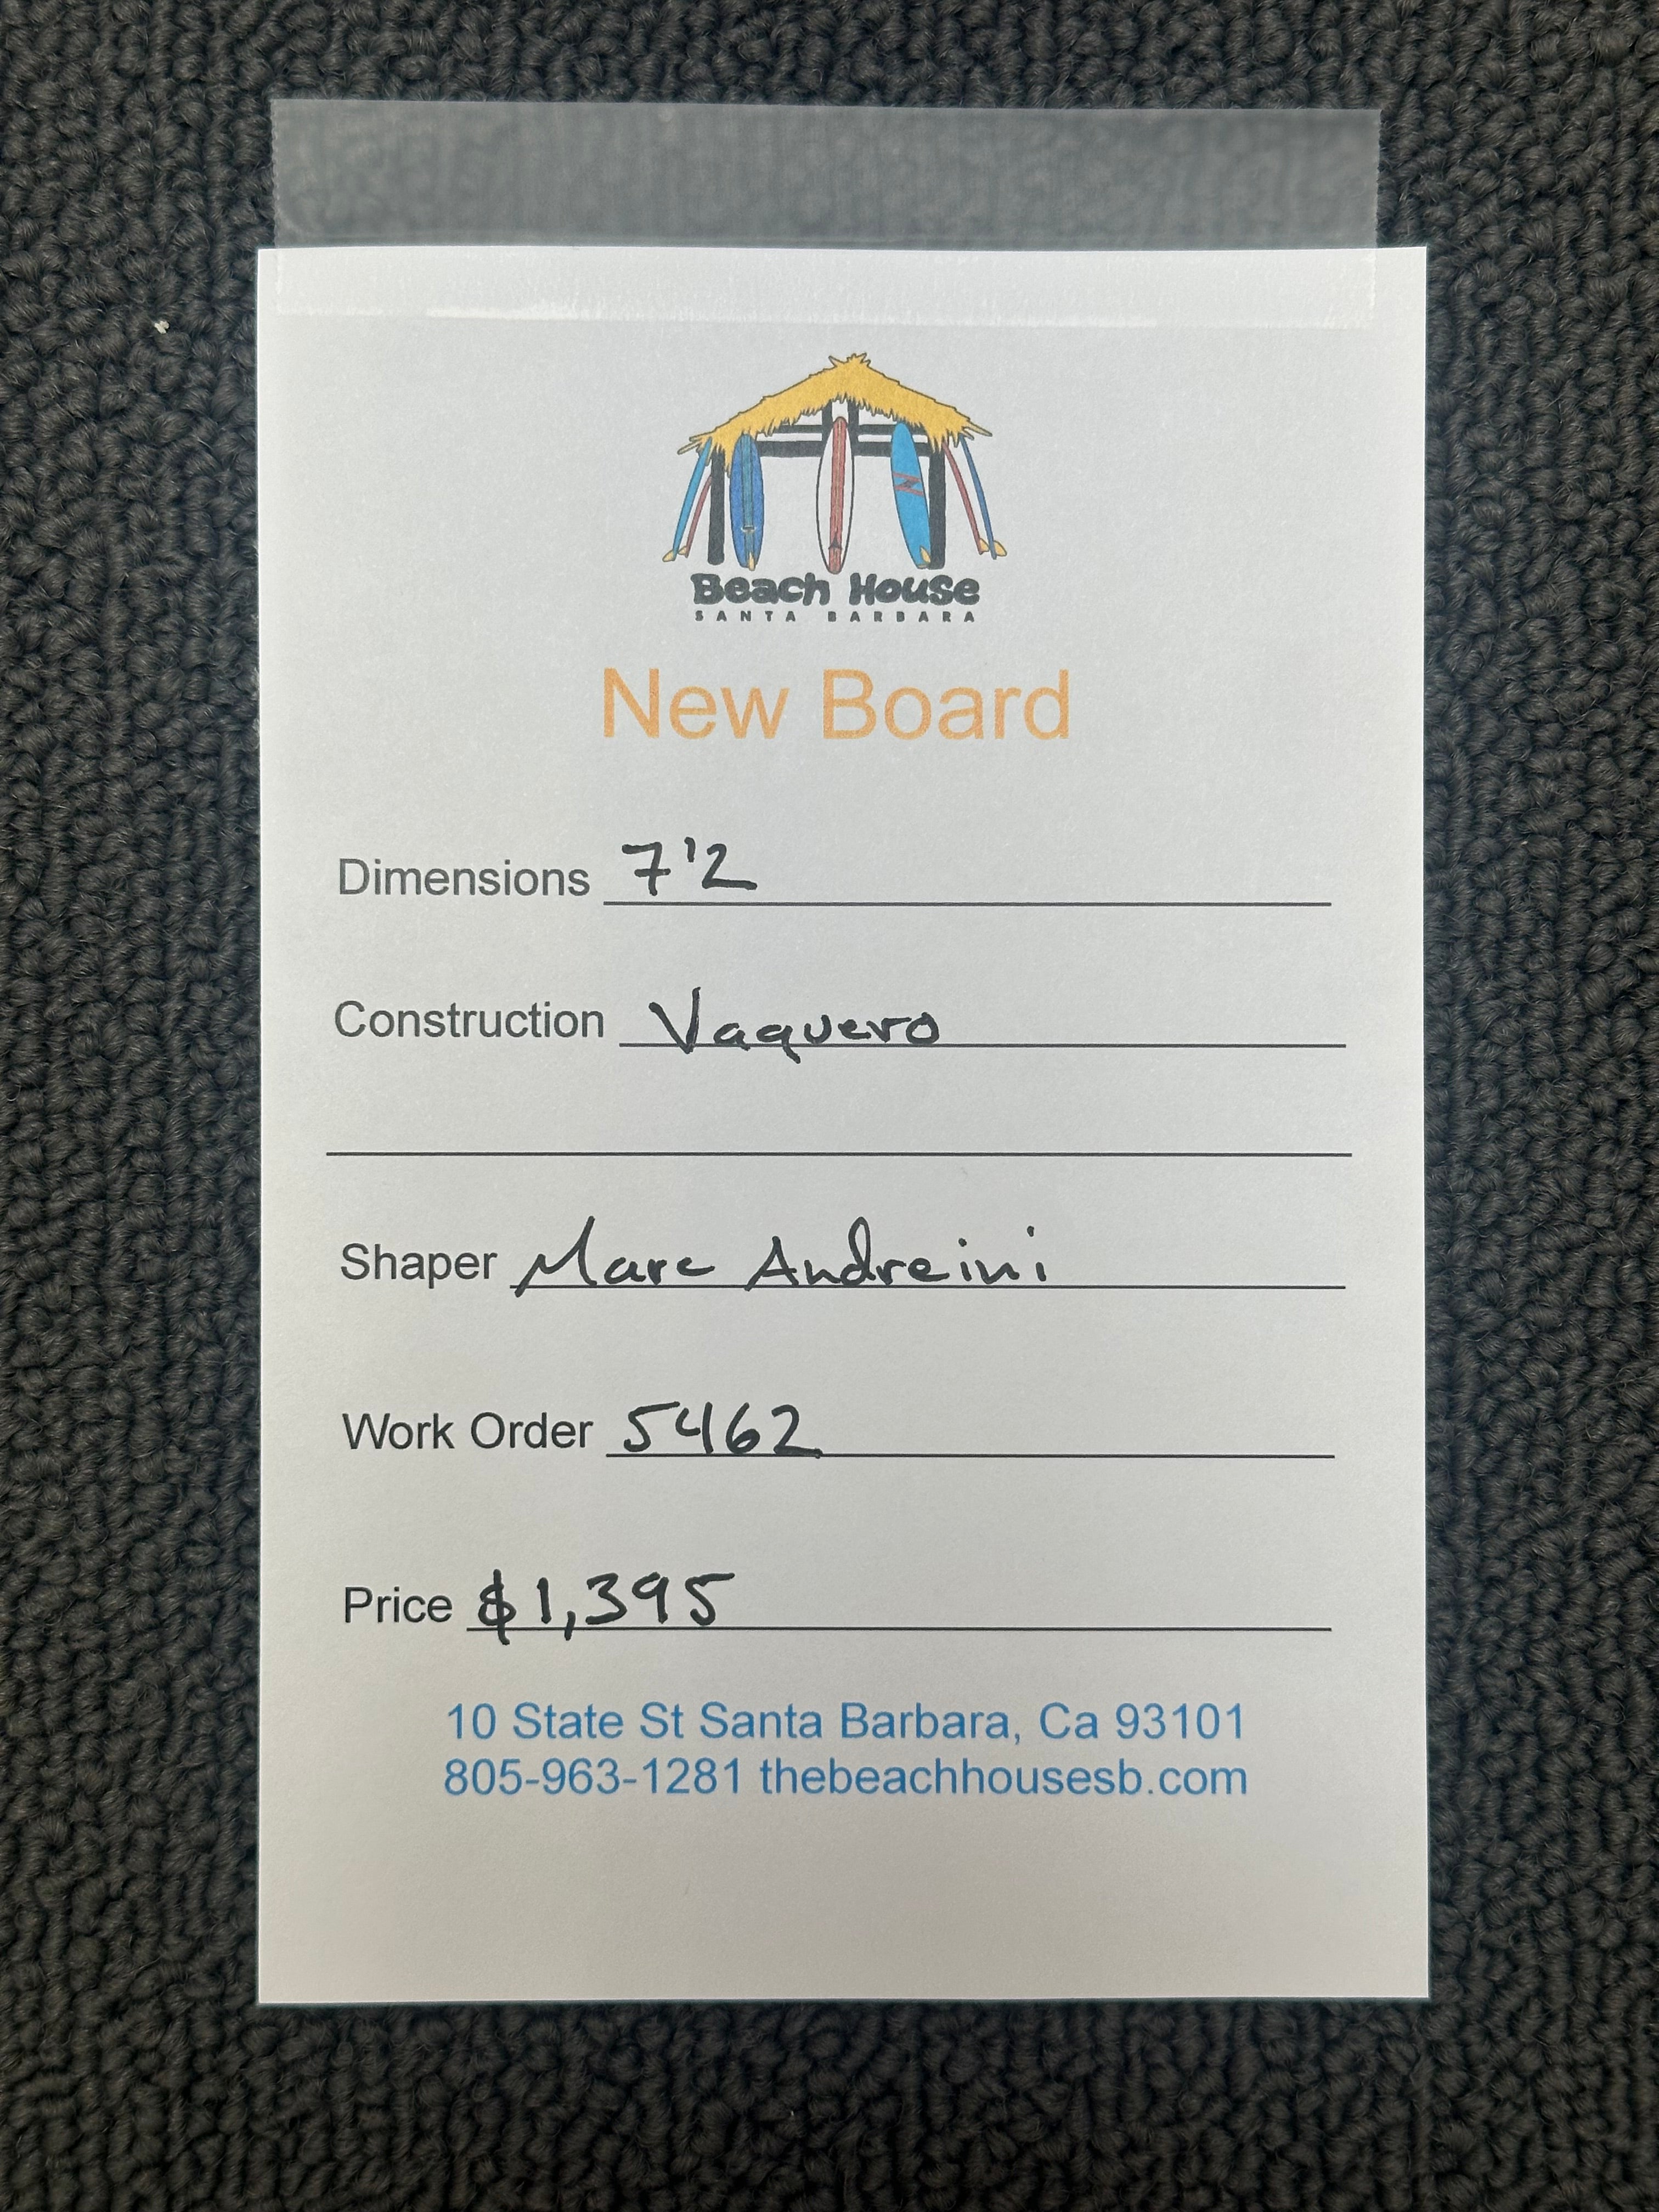 Beach House
SANTA BARBARA
New Board
Dimensions 7'2
Construction Vaquero
Shaper Marc Andreini
Work Order 5462
Price $1,395
10 State St Santa Barbara, Ca 93101
805-963-1281 thebeachhousesb.com